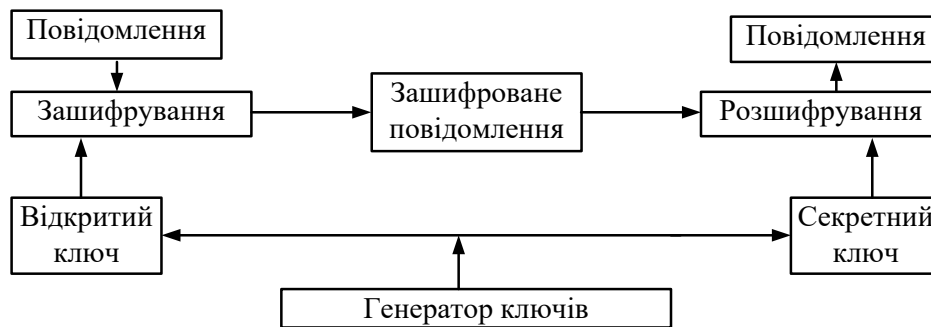 Повідомлення
Повідомлення
Зашифрування
Зашифроване
повідомлення
Розшифрування
Відкритий
ключ
Секретний
ключ
Генератор ключів